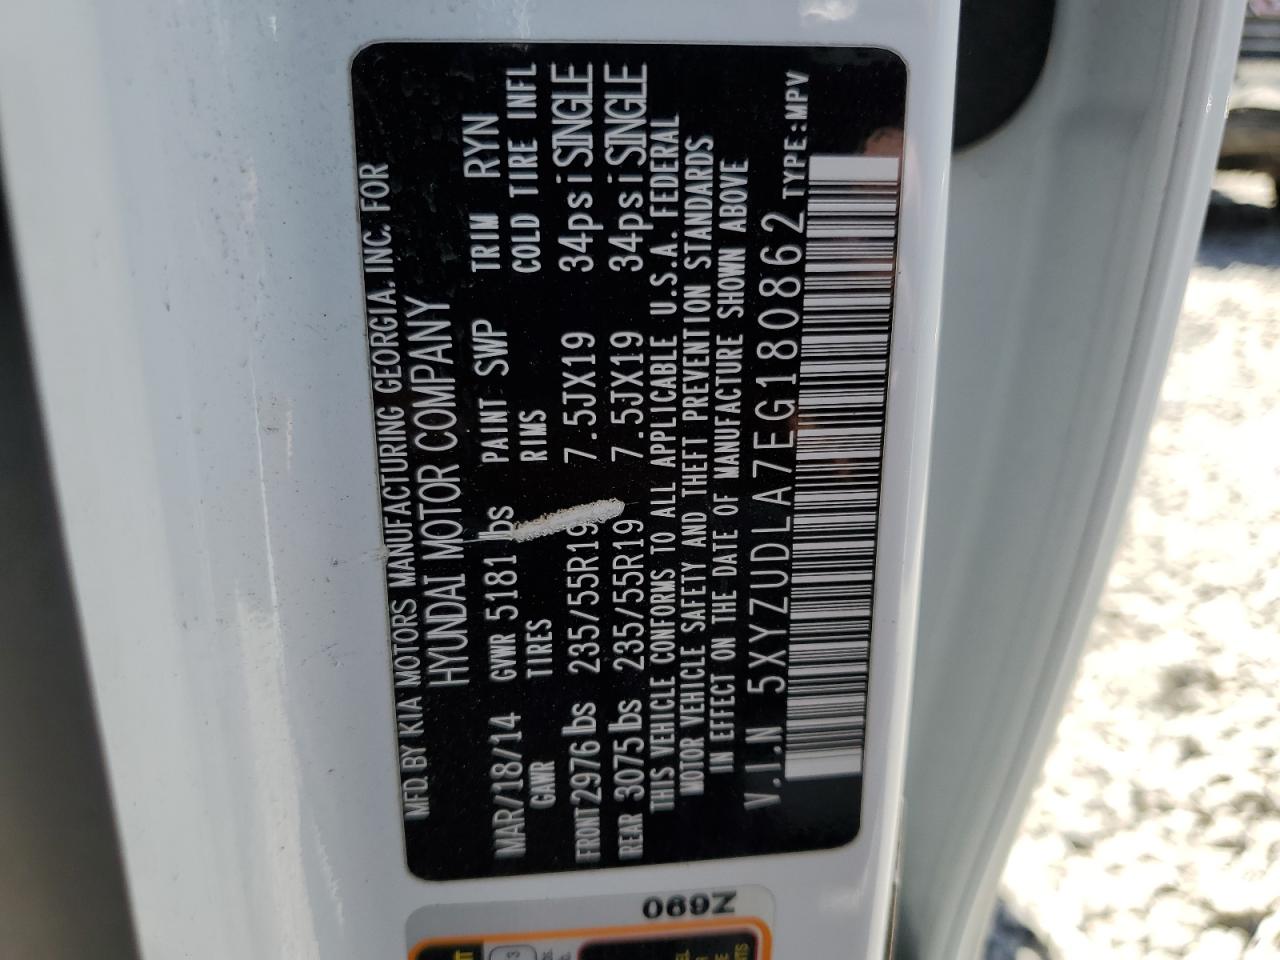 MFD. BY KIA MOTORS MANUFACTURING GEORGIA. INC. FOR
HYUNDAI MOTOR COMPANY
MAR/18/14 GVWR 5181 lbs PAINT SWP TRIM RYN
GAWR TIRES RIMS COLD TIRE INFL
FRONT 2976 lbs 235/55R19 7.5JX19 34psi SINGLE
REAR 3075 lbs 235/55R19 7.5JX19 34psi SINGLE
THIS VEHICLE CONFORMS TO ALL APPLICABLE U.S.A. FEDERAL
MOTOR VEHICLE SAFETY AND THEFT PREVENTION STANDARDS
IN EFFECT ON THE DATE OF MANUFACTURE SHOWN ABOVE
V.I.N 5XYZUDLA7EG180862 TYPE:MPV
069Z